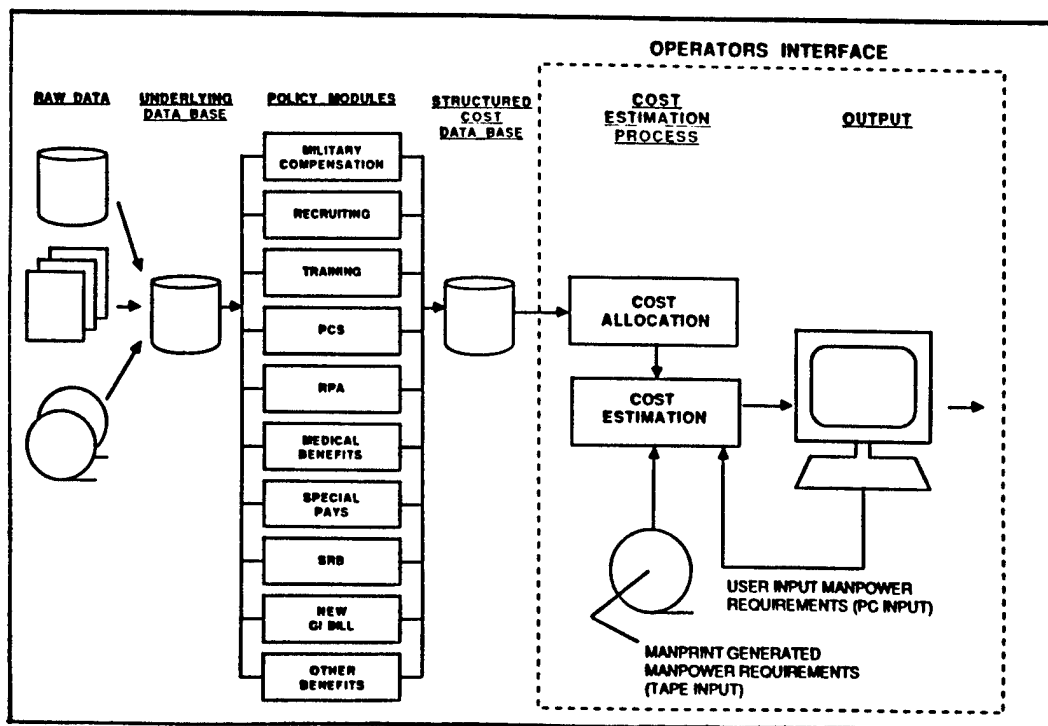 OPERATORS INTERFACE
RAW DATA
UNDERLYING
DATA BASE
POLICY MODULES
STRUCTURED
COST
DATA BASE
COST
ESTIMATION
PROCESS
OUTPUT
MILITARY
COMPENSATION
RECRUITING
TRAINING
PCS
RPA
MEDICAL
BENEFITS
SPECIAL
PAYS
SRB
NEW
GI BILL
OTHER
BENEFITS
COST
ALLOCATION
COST
ESTIMATION
USER INPUT MANPOWER
REQUIREMENTS (PC INPUT)
MANPRINT GENERATED
MANPOWER REQUIREMENTS
(TAPE INPUT)